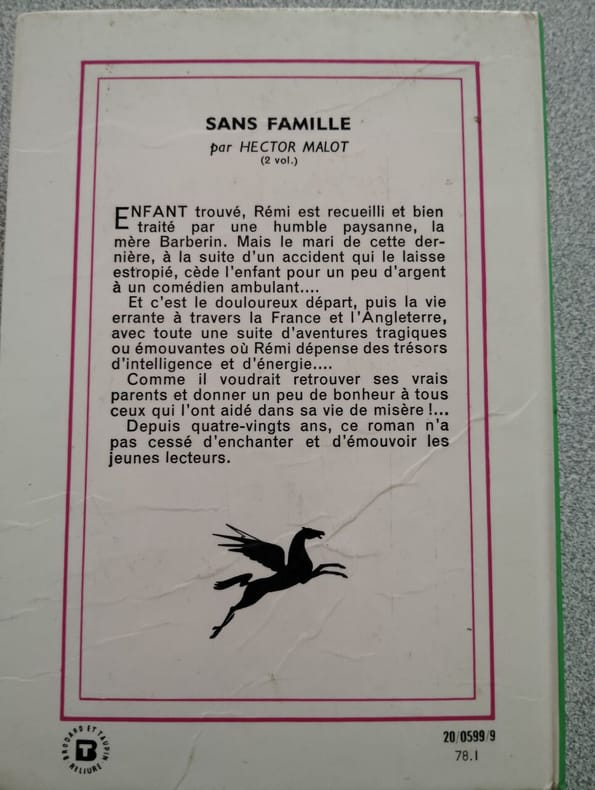 SANS FAMILLE
par HECTOR MALOT
(2 vol.)
ENFANT trouvé, Rémi est recueilli et bien
traité par une humble paysanne, la
mère Barberin. Mais le mari de cette der-
nière, à la suite d'un accident qui le laisse
estropié, cède l'enfant pour un peu d'argent
à un comédien ambulant....
Et c'est le douloureux départ, puis la vie
errante à travers la France et l'Angleterre,
avec toute une suite d'aventures tragiques
ou émouvantes où Rémi dépense des trésors
d'intelligence et d'énergie....
Comme il voudrait retrouver ses vrais
parents et donner un peu de bonheur à tous
ceux qui l'ont aidé dans sa vie de misère !...
Depuis quatre-vingts ans, ce roman n'a
pas cessé d'enchanter et d'émouvoir les
jeunes lecteurs.
BRODARD ET TAUPIN
RELIURE
BT
20/0599/9
78.1